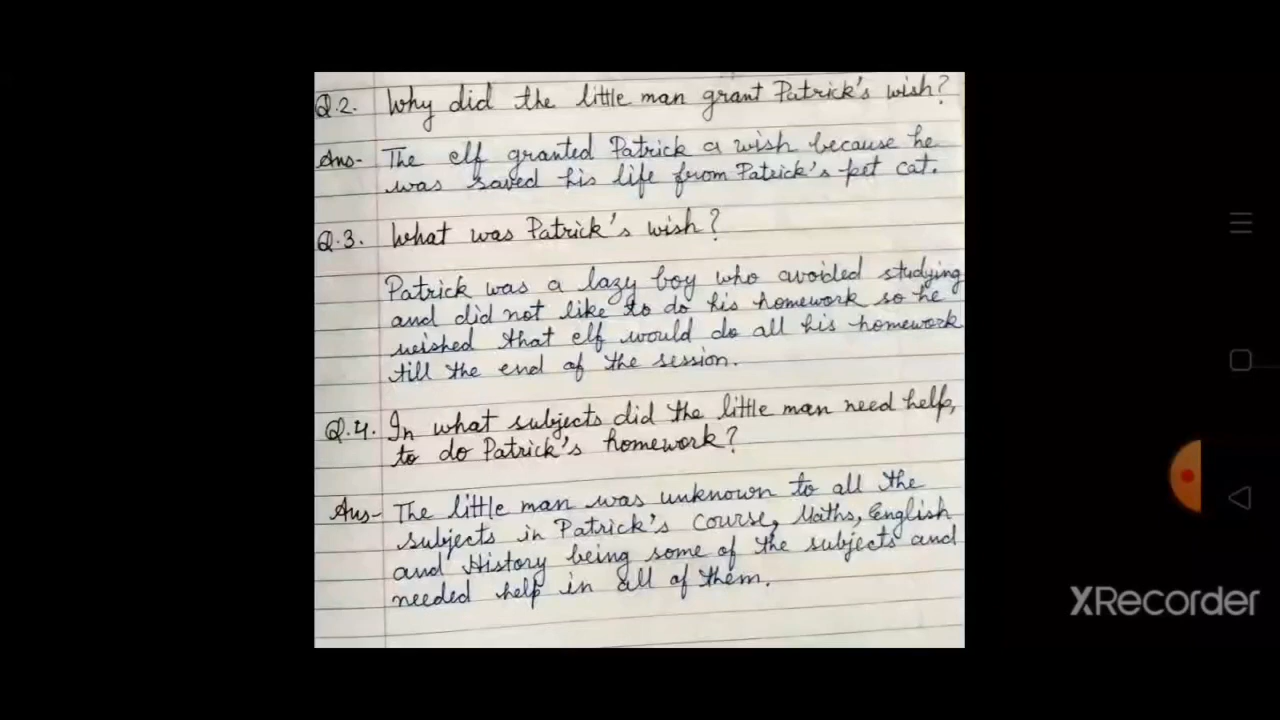 Q.2. Why did the little man grant Patrick's wish?
Ans- The elf granted Patrick a wish because he
was saved his life from Patrick's pet cat.
Q.3. What was Patrick's wish?
Patrick was a lazy boy who avoided studying
and did not like to do his homework so he
weished that elf would do all his homework
till the end of the session.
Q.4. In what subjects did the little man need help,
to do Patrick's homework?
Ans- The little man was unknown to all the
subjects in Patrick's course, Maths, English
and History being some of the subjects and
needed help in all of them.
XRecorder